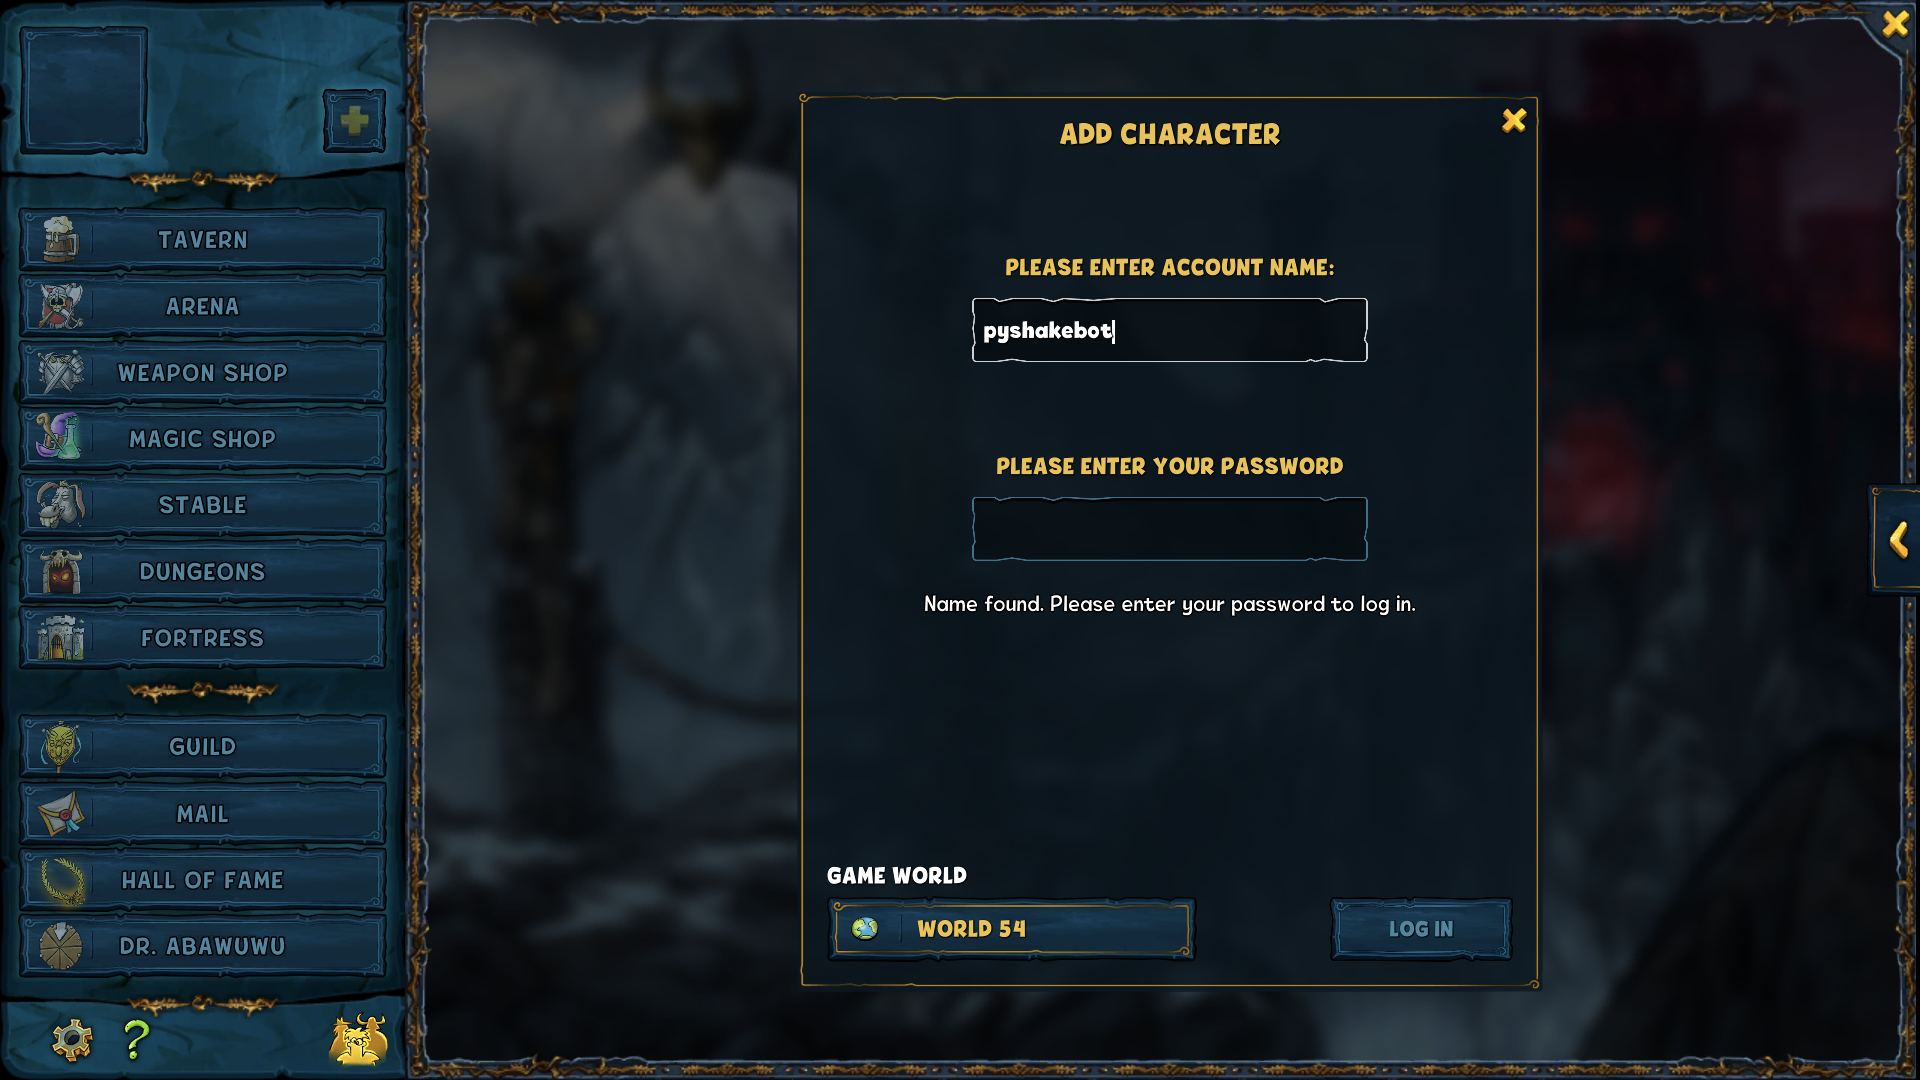 TAVERN
ARENA
WEAPON SHOP
MAGIC SHOP
STABLE
DUNGEONS
FORTRESS
GUILD
MAIL
HALL OF FAME
DR. ABAWUWU
ADD CHARACTER
PLEASE ENTER ACCOUNT NAME:
pyshakebot
PLEASE ENTER YOUR PASSWORD
Name found. Please enter your password to log in.
GAME WORLD
WORLD 54
LOG IN